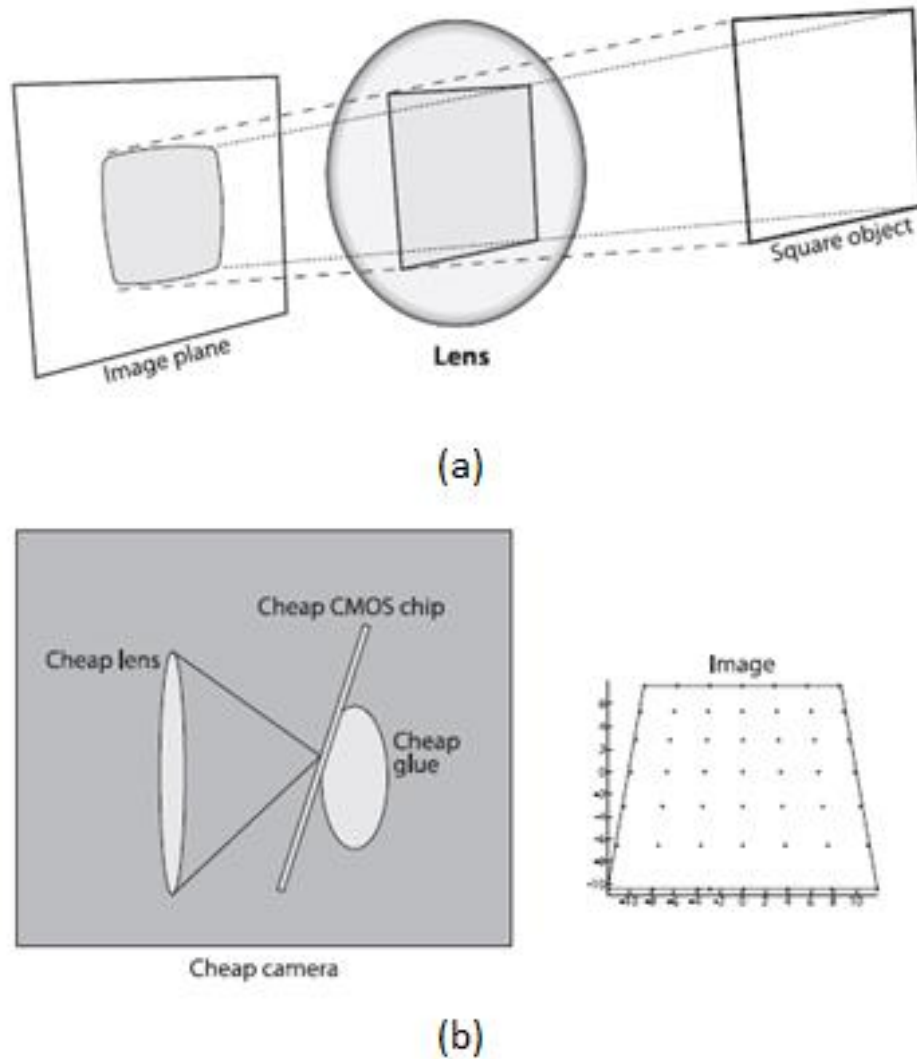 Image plane
Lens
Square object
(a)
Cheap CMOS chip
Cheap lens
Cheap
glue
Cheap camera
Image
(b)